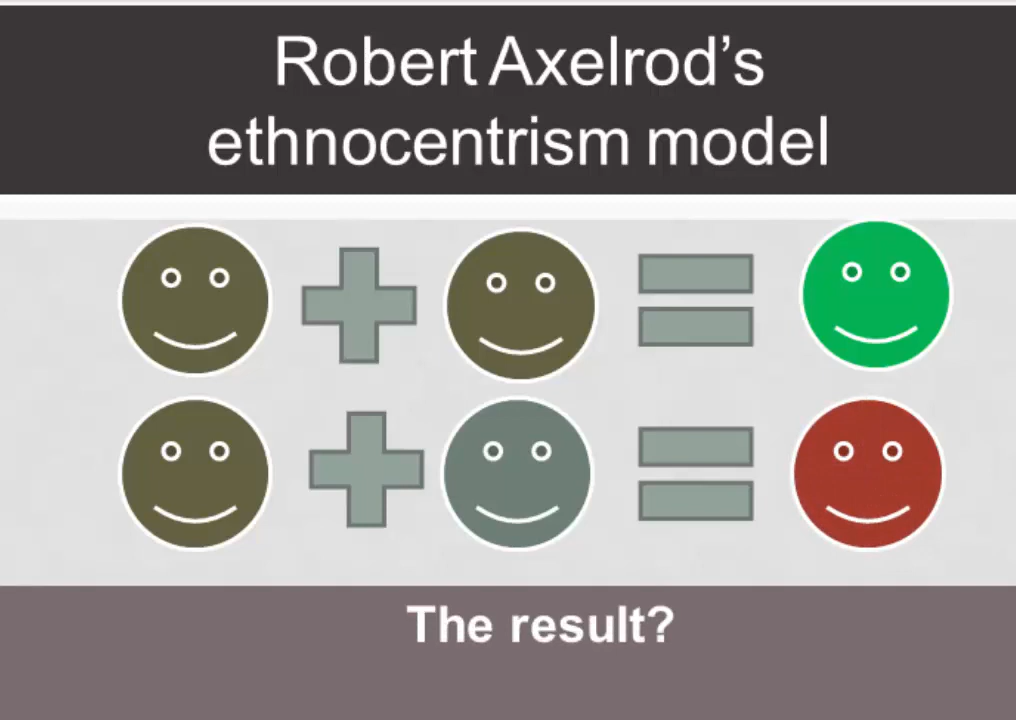 Robert Axelrod’s
ethnocentrism model
The result?